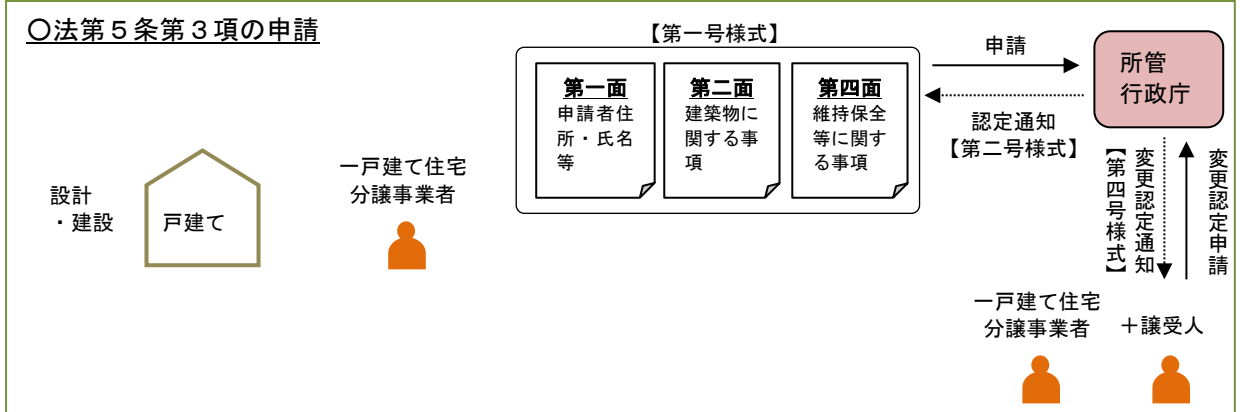 〇法第５条第３項の申請
【第一号様式】
第一面
申請者住
所・氏名
等
第二面
建築物に
関する事
項
第四面
維持保全
等に関す
る事項
申請
認定通知
【第二号様式】
所管
行政庁
設計
・建設
戸建て
一戸建て住宅
分譲事業者
変更認定通知
【第四号様式】
変更認定申請
一戸建て住宅
分譲事業者
＋譲受人